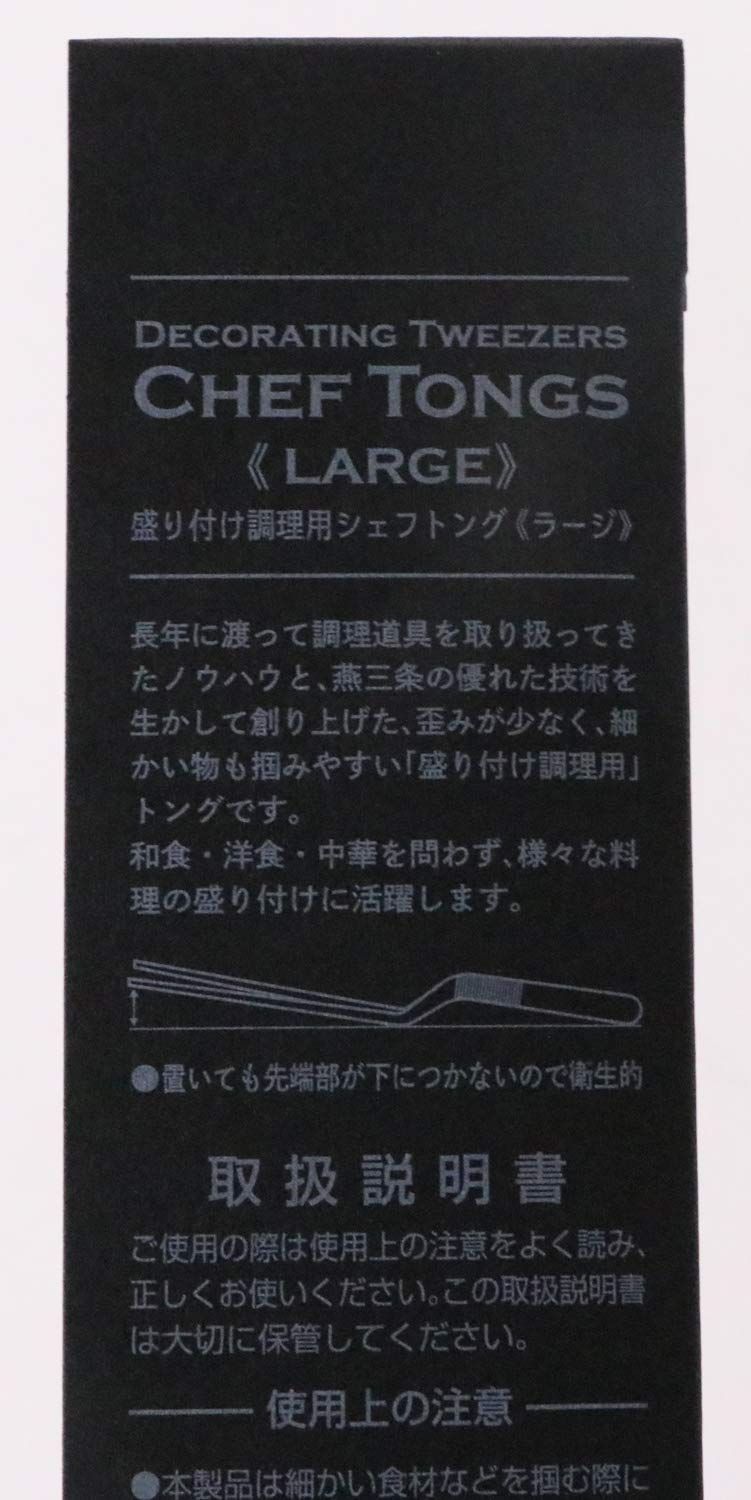 DECORATING TWEEZERS
CHEF TONGS
《LARGE》
盛り付け調理用シェフトング《ラージ》
長年に渡って調理道具を取り扱ってき
たノウハウと、燕三条の優れた技術を
生かして創り上げた、歪みが少なく、細
かい物も掴みやすい「盛り付け調理用」
トングです。
和食・洋食・中華を問わず、様々な料
理の盛り付けに活躍します。
●置いても先端部が下につかないので衛生的
取扱説明書
ご使用の際は使用上の注意をよく読み、
正しくお使いください。この取扱説明書
は大切に保管してください。
使用上の注意
●本製品は細かい食材などを掴む際に